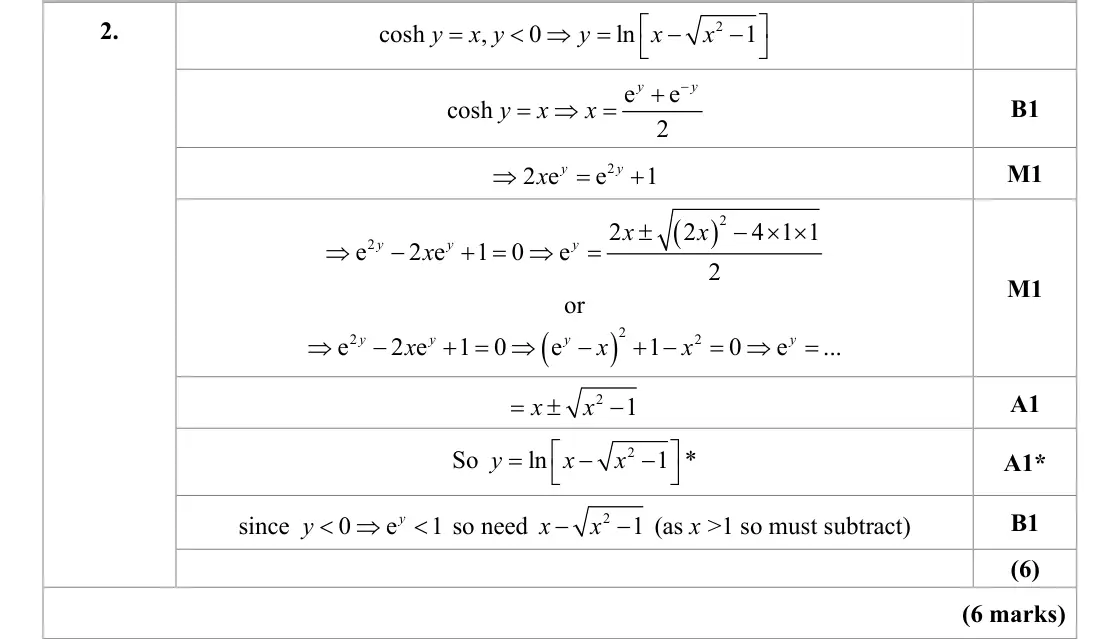 2.
cosh y = x, y < 0 ⇒ y = ln[x − √(x² − 1)]
cosh y = x ⇒ x = (e^y + e^−y)/2
B1
⇒ 2xe^y = e^2y + 1
M1
⇒ e^2y − 2xe^y + 1 = 0 ⇒ e^y = (2x ± √((2x)² − 4×1×1))/2
or
⇒ e^2y − 2xe^y + 1 = 0 ⇒ (e^y − x)² + 1 − x² = 0 ⇒ e^y = ...
M1
= x ± √(x² − 1)
A1
So y = ln[x − √(x² − 1)]*
A1*
since y < 0 ⇒ e^y < 1 so need x − √(x² − 1) (as x >1 so must subtract)
B1
(6)
(6 marks)